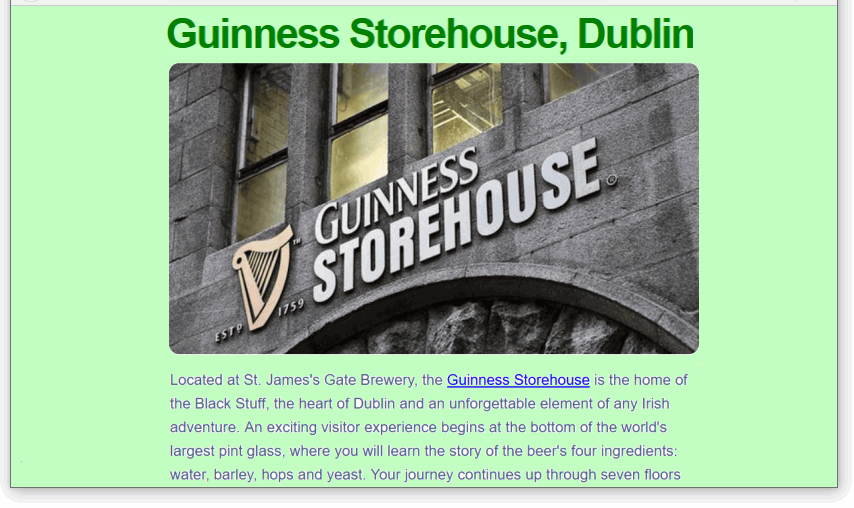 Guinness Storehouse, Dublin
GUINNESS
STOREHOUSE ®
™
ESTD 1759
Located at St. James's Gate Brewery, the Guinness Storehouse is the home of
the Black Stuff, the heart of Dublin and an unforgettable element of any Irish
adventure. An exciting visitor experience begins at the bottom of the world's
largest pint glass, where you will learn the story of the beer's four ingredients:
water, barley, hops and yeast. Your journey continues up through seven floors